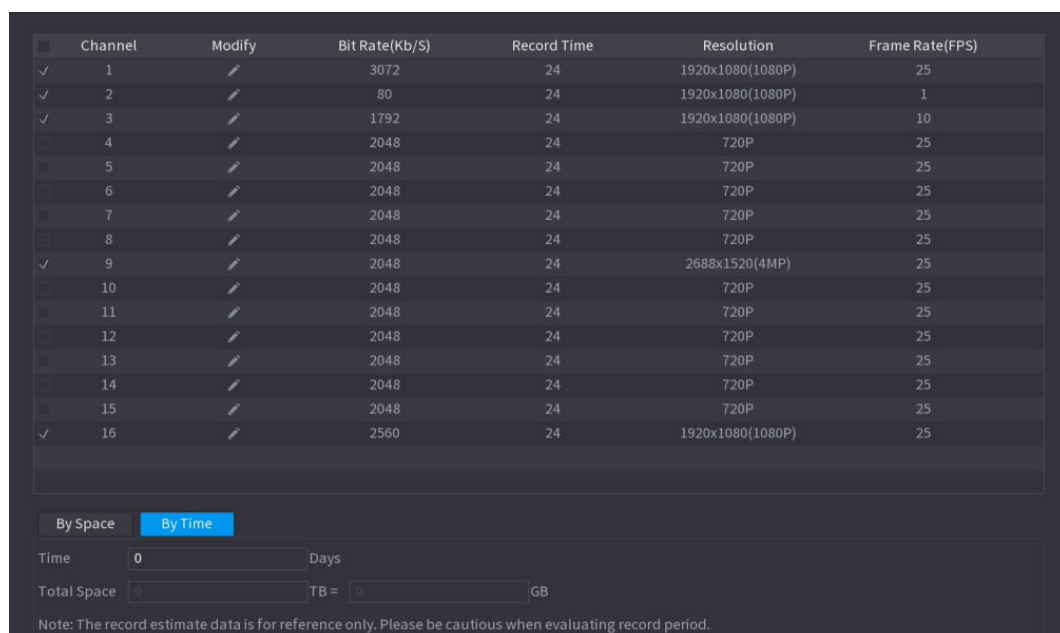 Channel Modify Bit Rate(Kb/S) Record Time Resolution Frame Rate(FPS)
1 3072 24 1920x1080(1080P) 25
2 80 24 1920x1080(1080P) 1
3 1792 24 1920x1080(1080P) 10
4 2048 24 720P 25
5 2048 24 720P 25
6 2048 24 720P 25
7 2048 24 720P 25
8 2048 24 720P 25
9 2048 24 2688x1520(4MP) 25
10 2048 24 720P 25
11 2048 24 720P 25
12 2048 24 720P 25
13 2048 24 720P 25
14 2048 24 720P 25
15 2048 24 720P 25
16 2560 24 1920x1080(1080P) 25
By Space By Time
Time 0 Days
Total Space 0 TB = 0 GB
Note: The record estimate data is for reference only. Please be cautious when evaluating record period.